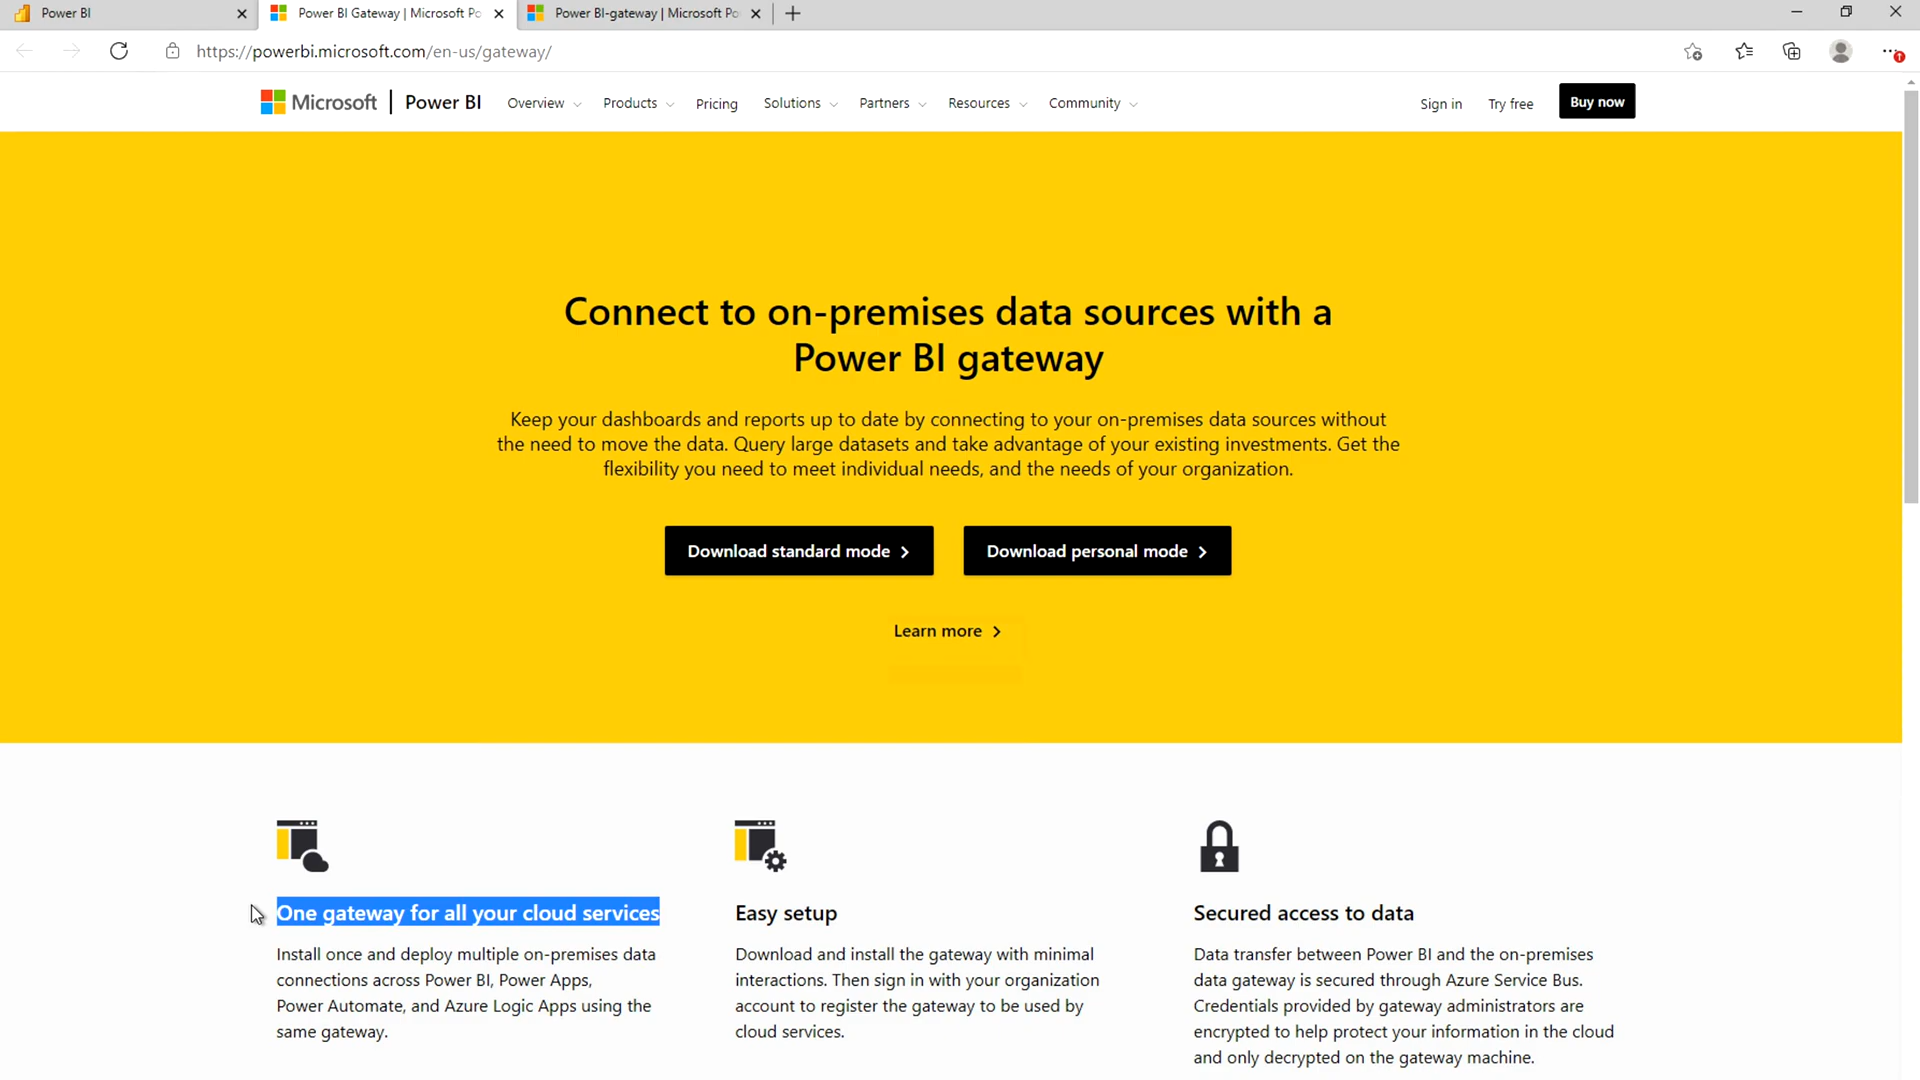 Power BI
Power BI Gateway | Microsoft Po
Power BI-gateway | Microsoft Po
https://powerbi.microsoft.com/en-us/gateway/
Microsoft
Power BI
Overview
Products
Pricing
Solutions
Partners
Resources
Community
Sign in
Try free
Buy now
Connect to on-premises data sources with a
Power BI gateway
Keep your dashboards and reports up to date by connecting to your on-premises data sources without
the need to move the data. Query large datasets and take advantage of your existing investments. Get the
flexibility you need to meet individual needs, and the needs of your organization.
Download standard mode
Download personal mode
Learn more
One gateway for all your cloud services
Install once and deploy multiple on-premises data
connections across Power BI, Power Apps,
Power Automate, and Azure Logic Apps using the
same gateway.
Easy setup
Download and install the gateway with minimal
interactions. Then sign in with your organization
account to register the gateway to be used by
cloud services.
Secured access to data
Data transfer between Power BI and the on-premises
data gateway is secured through Azure Service Bus.
Credentials provided by gateway administrators are
encrypted to help protect your information in the cloud
and only decrypted on the gateway machine.